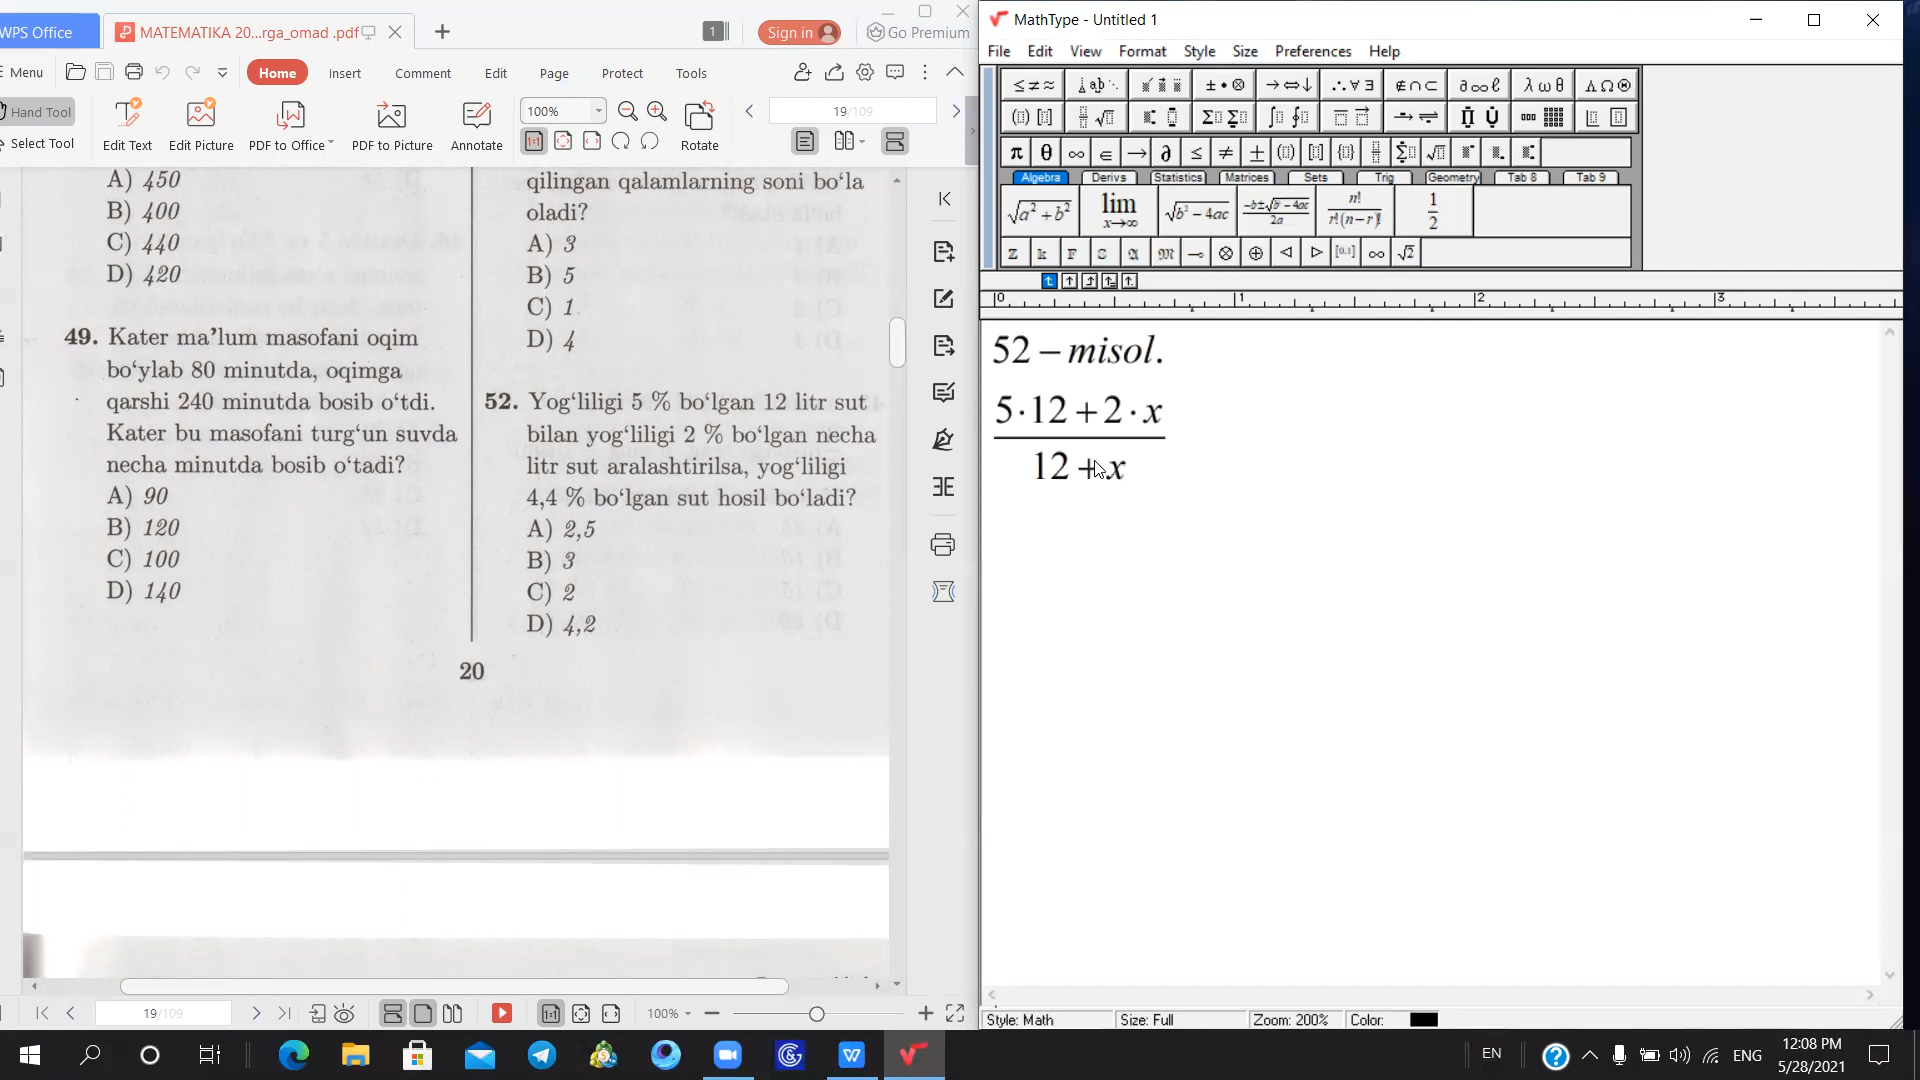 WPS Office
MATEMATIKA 20...rga_omad .pdf
1
Sign in
Go Premium
Menu
Home
Insert
Comment
Edit
Page
Protect
Tools
Hand Tool
Select Tool
Edit Text
Edit Picture
PDF to Office
PDF to Picture
Annotate
100%
19/109
Rotate
A) 450
B) 400
C) 440
D) 420
49. Kater ma'lum masofani oqim
bo‘ylab 80 minutda, oqimga
qarshi 240 minutda bosib o‘tdi.
Kater bu masofani turg‘un suvda
necha minutda bosib o‘tadi?
A) 90
B) 120
C) 100
D) 140
qilingan qalamlarning soni bo‘la
oladi?
A) 3
B) 5
C) 1
D) 4
52. Yog‘liligi 5 % bo‘lgan 12 litr sut
bilan yog‘liligi 2 % bo‘lgan necha
litr sut aralashtirilsa, yog‘liligi
4,4 % bo‘lgan sut hosil bo‘ladi?
A) 2,5
B) 3
C) 2
D) 4,2
20
19/109
100%
MathType - Untitled 1
File Edit View Format Style Size Preferences Help
Algebra Derivs Statistics Matrices Sets Trig Geometry Tab 8 Tab 9
0 1 2 3
52 – misol.
5·12 + 2·x
12 + x
Style: Math
Size: Full
Zoom: 200%
Color:
EN
ENG
12:08 PM
5/28/2021